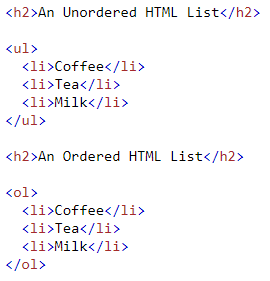 <h2>An Unordered HTML List</h2>

<ul>
  <li>Coffee</li>
  <li>Tea</li>
  <li>Milk</li>
</ul>

<h2>An Ordered HTML List</h2>

<ol>
  <li>Coffee</li>
  <li>Tea</li>
  <li>Milk</li>
</ol>